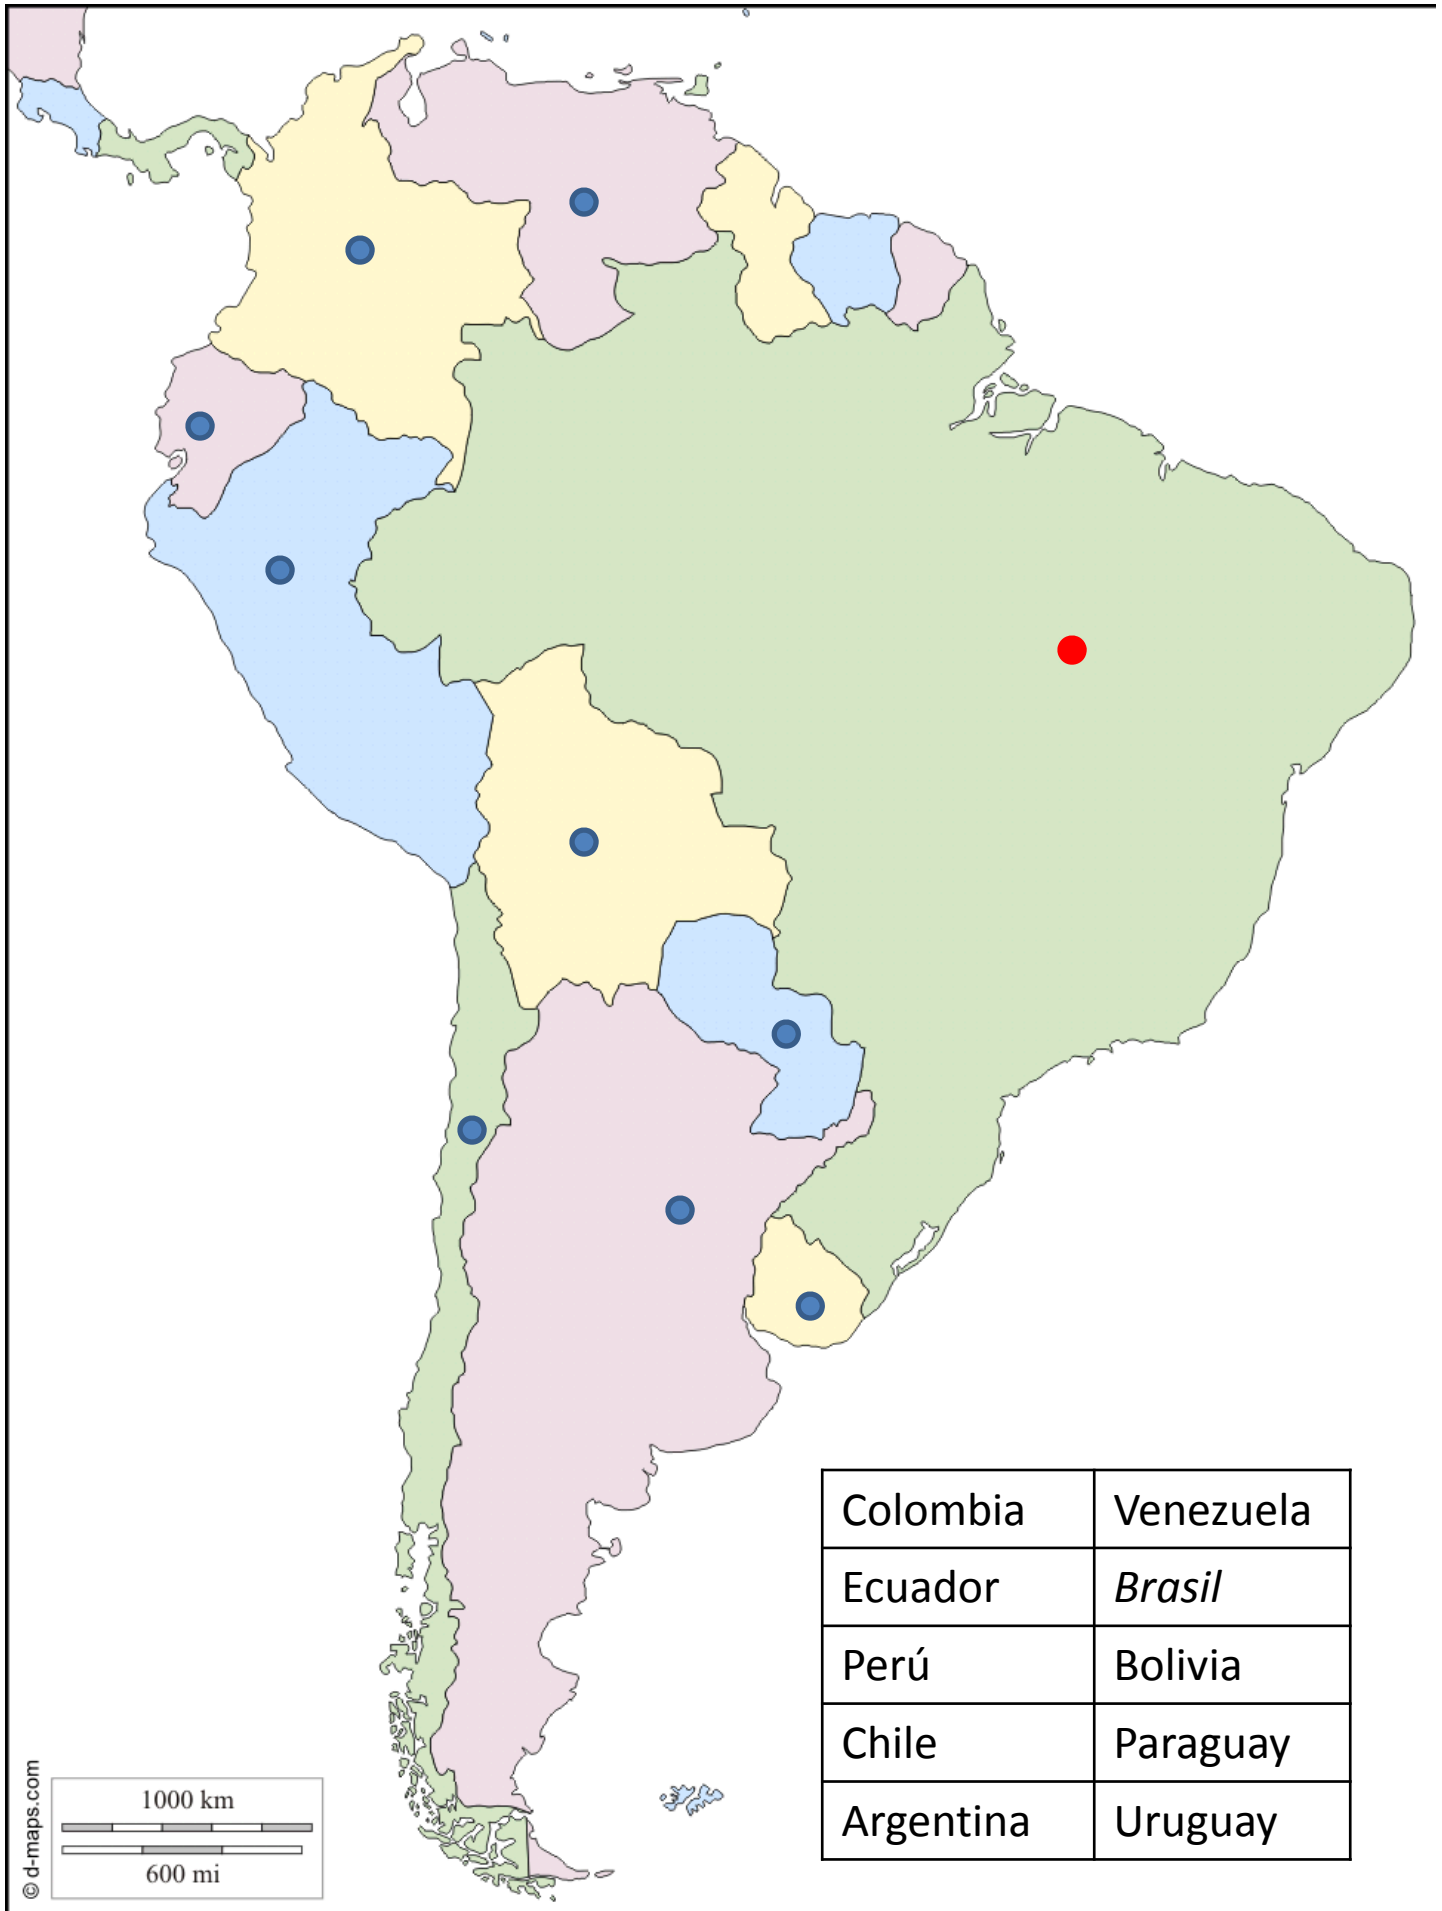 Colombia Venezuela
Ecuador Brasil
Perú Bolivia
Chile Paraguay
Argentina Uruguay
© d-maps.com
1000 km
600 mi